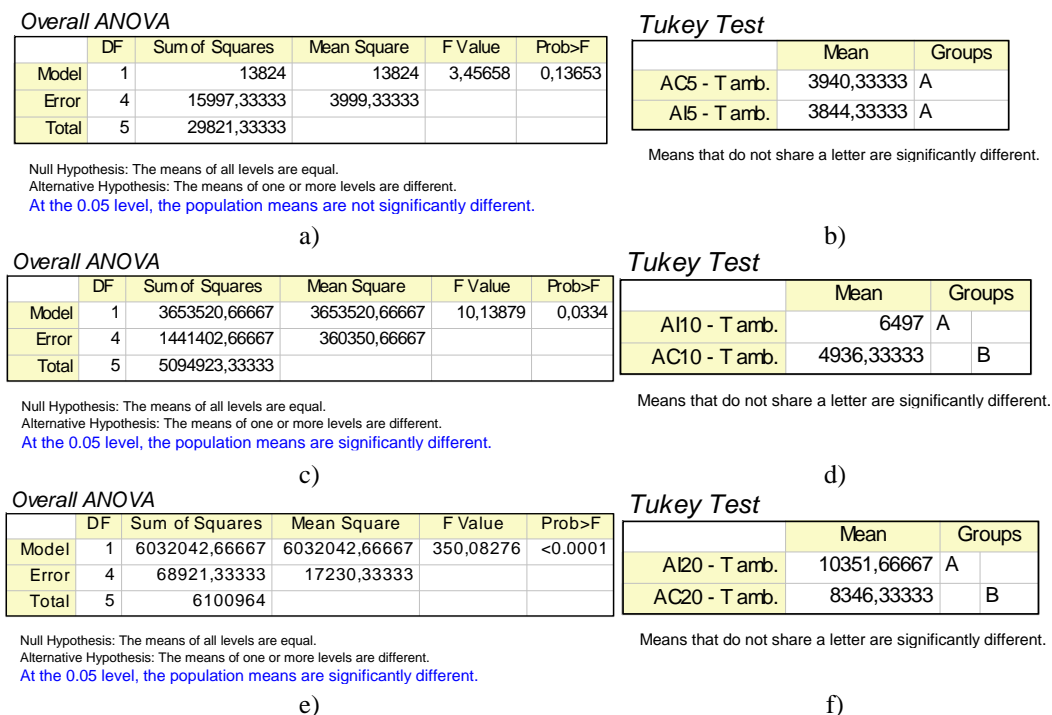 Overall ANOVA
DF Sum of Squares Mean Square F Value Prob>F
Model 1 13824 13824 3,45658 0,13653
Error 4 15997,33333 3999,33333
Total 5 29821,33333
Null Hypothesis: The means of all levels are equal.
Alternative Hypothesis: The means of one or more levels are different.
At the 0.05 level, the population means are not significantly different.
a)
Tukey Test
Mean Groups
AC5 - T amb. 3940,33333 A
AI5 - T amb. 3844,33333 A
Means that do not share a letter are significantly different.
b)
Overall ANOVA
DF Sum of Squares Mean Square F Value Prob>F
Model 1 3653520,66667 3653520,66667 10,13879 0,0334
Error 4 1441402,66667 360350,66667
Total 5 5094923,33333
Null Hypothesis: The means of all levels are equal.
Alternative Hypothesis: The means of one or more levels are different.
At the 0.05 level, the population means are significantly different.
c)
Tukey Test
Mean Groups
AI10 - T amb. 6497 A
AC10 - T amb. 4936,33333 B
Means that do not share a letter are significantly different.
d)
Overall ANOVA
DF Sum of Squares Mean Square F Value Prob>F
Model 1 6032042,66667 6032042,66667 350,08276 <0.0001
Error 4 68921,33333 17230,33333
Total 5 6100964
Null Hypothesis: The means of all levels are equal.
Alternative Hypothesis: The means of one or more levels are different.
At the 0.05 level, the population means are significantly different.
e)
Tukey Test
Mean Groups
AI20 - T amb. 10351,66667 A
AC20 - T amb. 8346,33333 B
Means that do not share a letter are significantly different.
f)